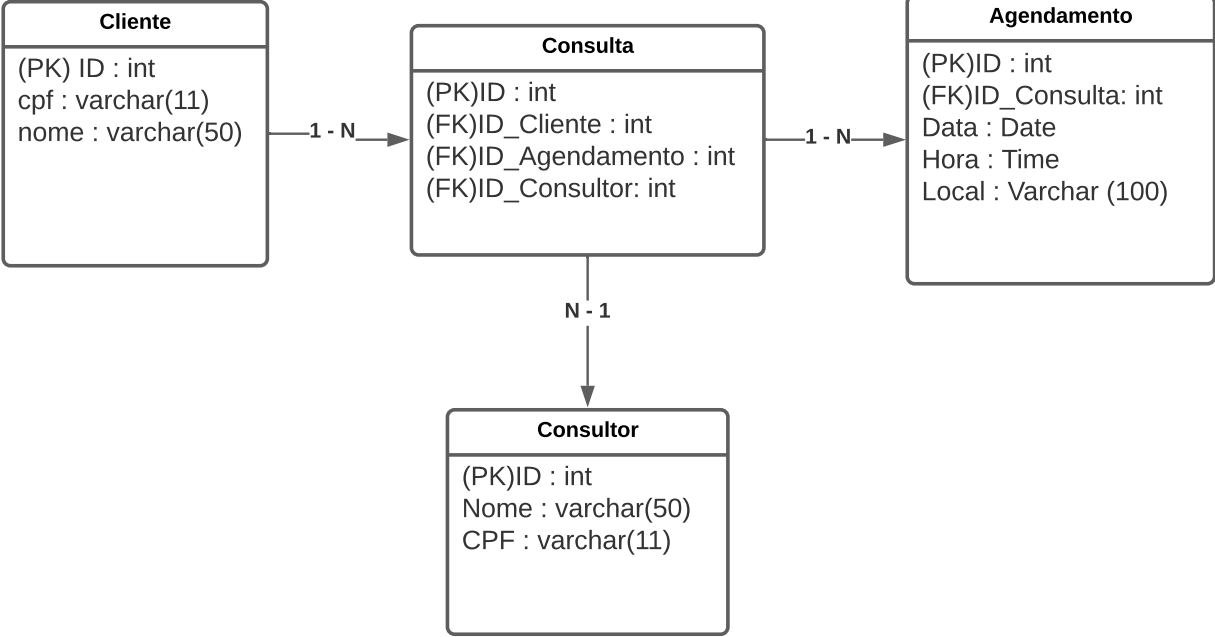 Cliente
(PK) ID : int
cpf : varchar(11)
nome : varchar(50)
1 - N
Consulta
(PK)ID : int
(FK)ID_Cliente : int
(FK)ID_Agendamento : int
(FK)ID_Consultor: int
1 - N
Agendamento
(PK)ID : int
(FK)ID_Consulta: int
Data : Date
Hora : Time
Local : Varchar (100)
N - 1
Consultor
(PK)ID : int
Nome : varchar(50)
CPF : varchar(11)